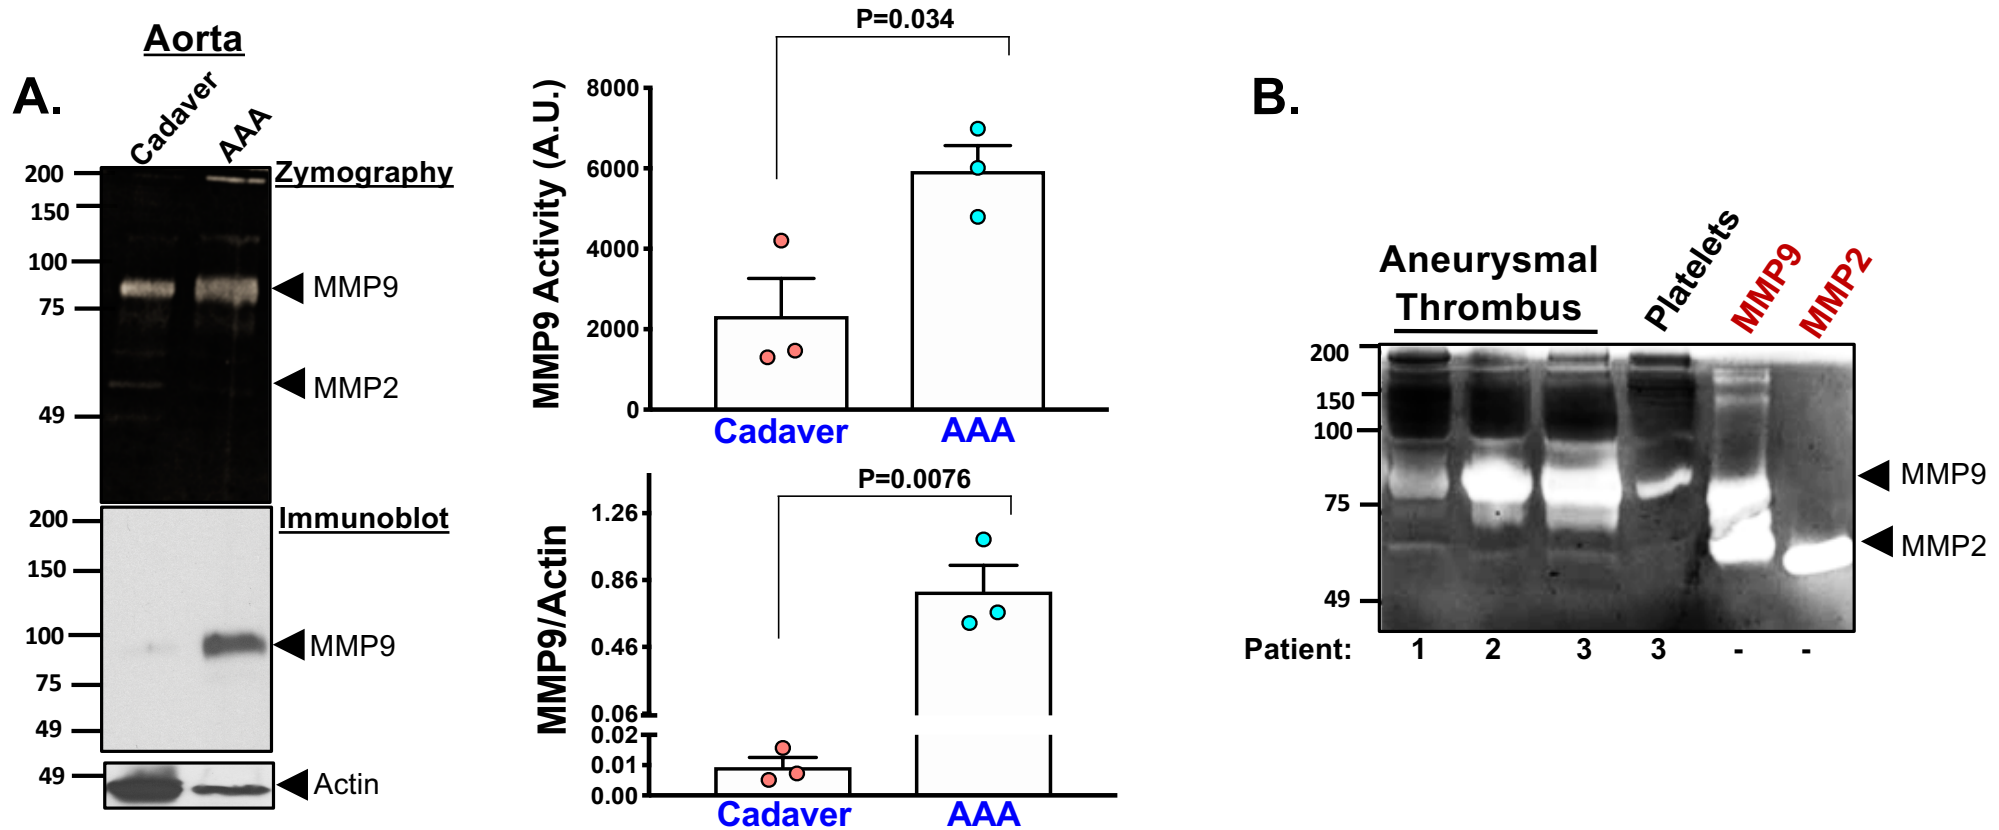 A.
Aorta
Cadaver
AAA
Zymography
200
150
100
75
49
MMP9
MMP2
Immunoblot
200
150
100
75
49
MMP9
49
Actin
P=0.034
MMP9 Activity (A.U.)
8000
6000
4000
2000
0
Cadaver
AAA
P=0.0076
MMP9/Actin
1.26
0.86
0.46
0.06
0.02
0.01
0.00
Cadaver
AAA
B.
Aneurysmal
Thrombus
Platelets
MMP9
MMP2
200
150
100
75
49
MMP9
MMP2
Patient: 1 2 3 3 - -